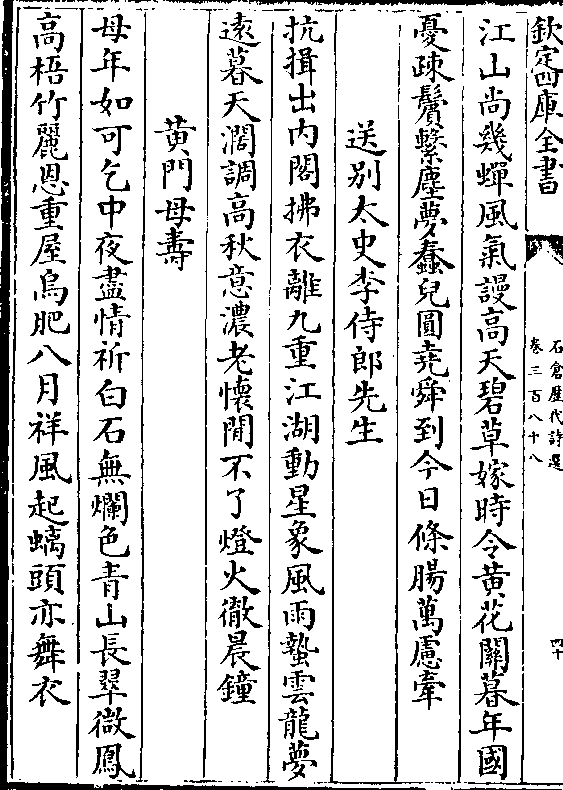 欽定四庫全書
石倉歷代詩選
卷三百八十八
四十
江山尚幾蟬風氣謾高天碧草嫁時令黄花關暮年國
憂疎鬢繫塵夢蠢兒圓堯舜到今日條腸萬慮牽
送别太史李侍郎先生
抗揖出内閣拂衣離九重江湖動星象風雨蟄雲龍夢
遠暮天濶調高秋意濃老懷閒不了燈火徹晨鐘
黄門母壽
母年如可乞中夜盡情祈白石無爛色青山長翠微鳳
高梧竹麗恩重屋烏肥八月祥風起螭頭亦舞衣